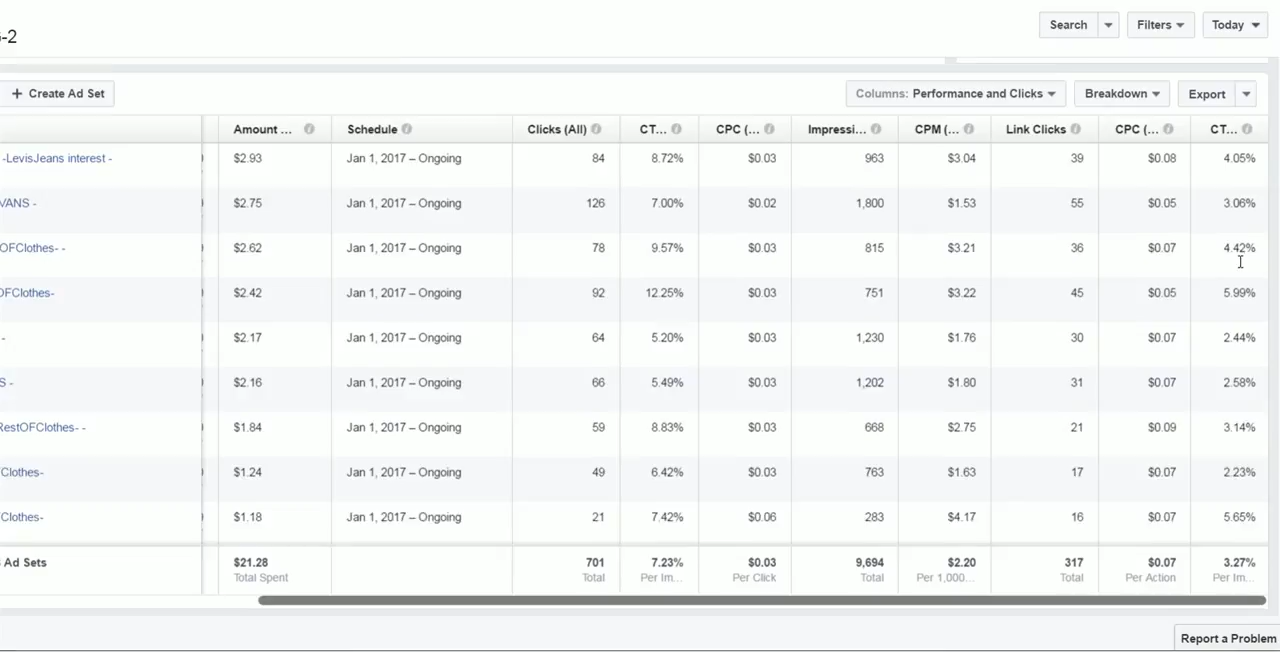 -2
Search Filters Today
+ Create Ad Set Columns: Performance and Clicks Breakdown Export
Amount ... Schedule Clicks (All) CT... CPC (... Impressi... CPM (... Link Clicks CPC (... CT...
-LevisJeans interest - $2.93 Jan 1, 2017 – Ongoing 84 8.72% $0.03 963 $3.04 39 $0.08 4.05%
VANS - $2.75 Jan 1, 2017 – Ongoing 126 7.00% $0.02 1,800 $1.53 55 $0.05 3.06%
OFClothes- - $2.62 Jan 1, 2017 – Ongoing 78 9.57% $0.03 815 $3.21 36 $0.07 4.42%
OFClothes- $2.42 Jan 1, 2017 – Ongoing 92 12.25% $0.03 751 $3.22 45 $0.05 5.99%
- $2.17 Jan 1, 2017 – Ongoing 64 5.20% $0.03 1,230 $1.76 30 $0.07 2.44%
S - $2.16 Jan 1, 2017 – Ongoing 66 5.49% $0.03 1,202 $1.80 31 $0.07 2.58%
RestOFClothes- - $1.84 Jan 1, 2017 – Ongoing 59 8.83% $0.03 668 $2.75 21 $0.09 3.14%
Clothes- $1.24 Jan 1, 2017 – Ongoing 49 6.42% $0.03 763 $1.63 17 $0.07 2.23%
Clothes- $1.18 Jan 1, 2017 – Ongoing 21 7.42% $0.06 283 $4.17 16 $0.07 5.65%
Ad Sets $21.28 701 7.23% $0.03 9,694 $2.20 317 $0.07 3.27%
Total Spent Total Per Im... Per Click Total Per 1,000... Total Per Action Per Im...
Report a Problem